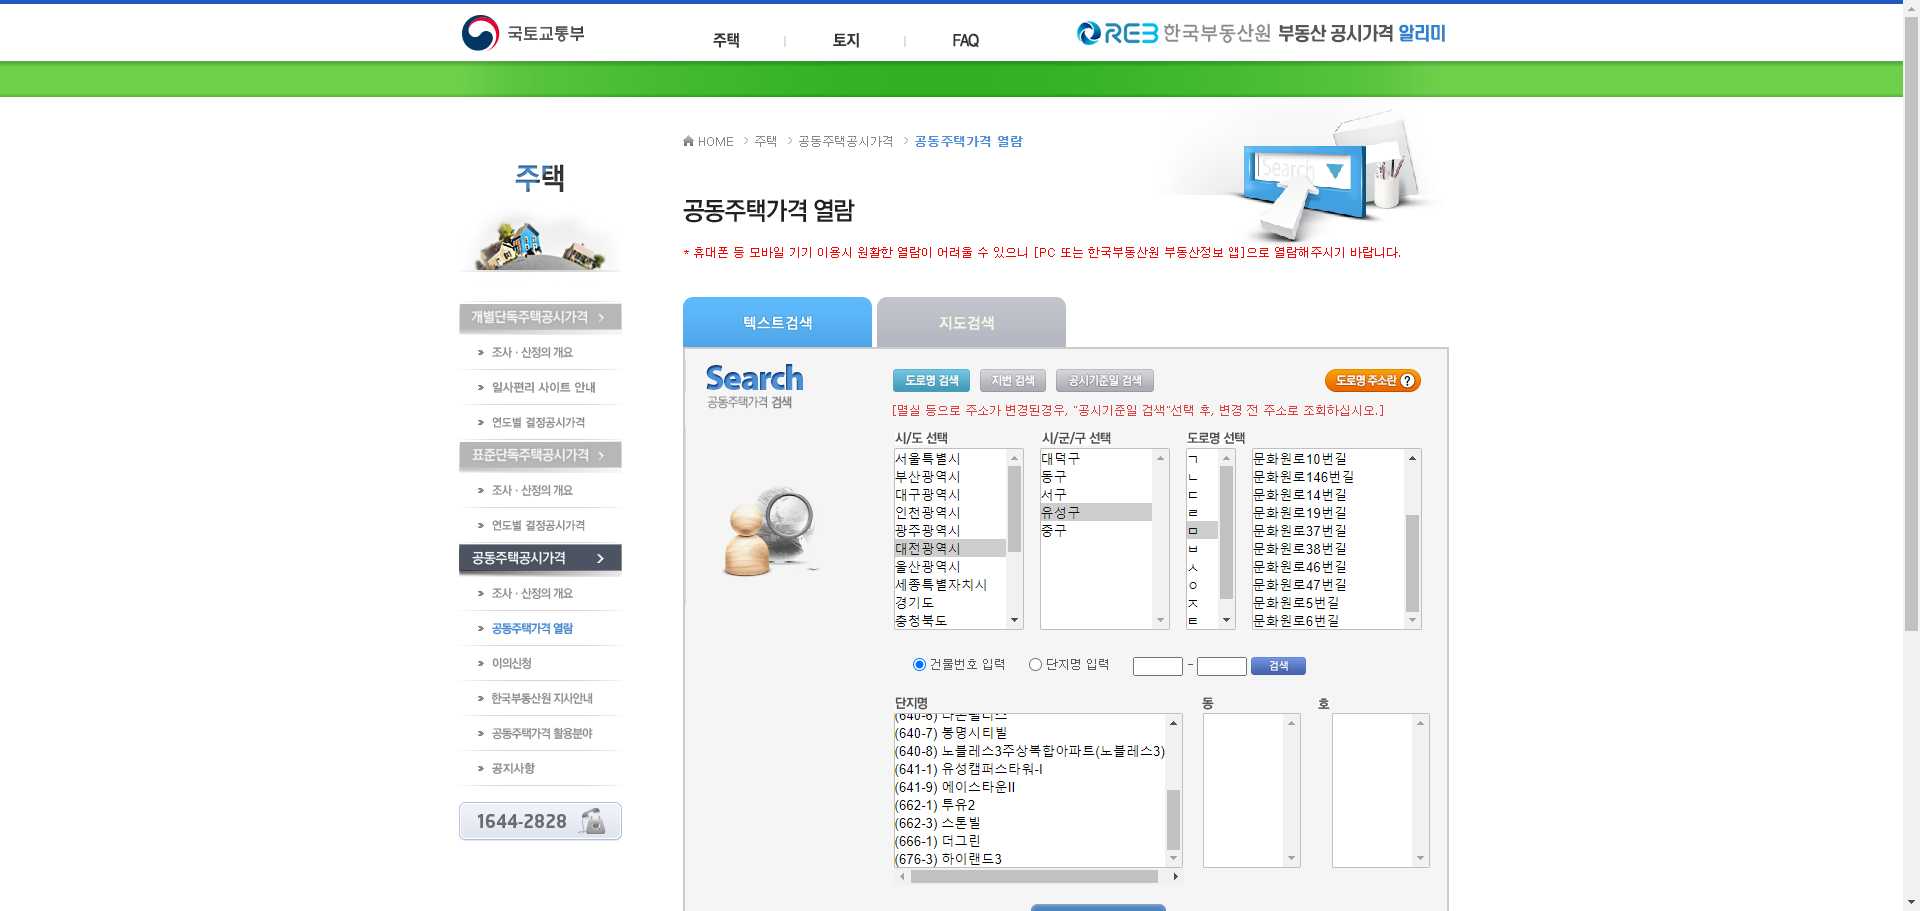 국토교통부
주택
토지
FAQ
REB 한국부동산원 부동산 공시가격 알리미
HOME 주택 공동주택공시가격 공동주택가격 열람
Search
주택
공동주택가격 열람
* 휴대폰 등 모바일 기기 이용시 원활한 열람이 어려울 수 있으니 [PC 또는 한국부동산원 부동산정보 앱]으로 열람해주시기 바랍니다.
개별단독주택공시가격
조사 · 산정의 개요
일사편리 사이트 안내
연도별 결정공시가격
표준단독주택공시가격
조사 · 산정의 개요
연도별 결정공시가격
공동주택공시가격
조사 · 산정의 개요
공동주택가격 열람
이의신청
한국부동산원 지사안내
공동주택가격 활용분야
공지사항
1644-2828
텍스트검색
지도검색
Search
공동주택가격 검색
도로명 검색
지번 검색
공시기준일 검색
도로명 주소란 ?
[멸실 등으로 주소가 변경된경우, "공시기준일 검색"선택 후, 변경 전 주소로 조회하십시오.]
시/도 선택
서울특별시
부산광역시
대구광역시
인천광역시
광주광역시
대전광역시
울산광역시
세종특별자치시
경기도
충청북도
시/군/구 선택
대덕구
동구
서구
유성구
중구
도로명 선택
ㄱ
ㄴ
ㄷ
ㄹ
ㅁ
ㅂ
ㅅ
ㅇ
ㅈ
ㅌ
문화원로10번길
문화원로146번길
문화원로14번길
문화원로19번길
문화원로37번길
문화원로38번길
문화원로46번길
문화원로47번길
문화원로5번길
문화원로6번길
건물번호 입력
단지명 입력
-
검색
단지명
(640-6)
(640-7) 봉명시티빌
(640-8) 노블레스3주상복합아파트(노블레스3)
(641-1) 유성캠퍼스타워-I
(641-9) 에이스타운II
(662-1) 투유2
(662-3) 스톤빌
(666-1) 더그린
(676-3) 하이랜드3
동
호